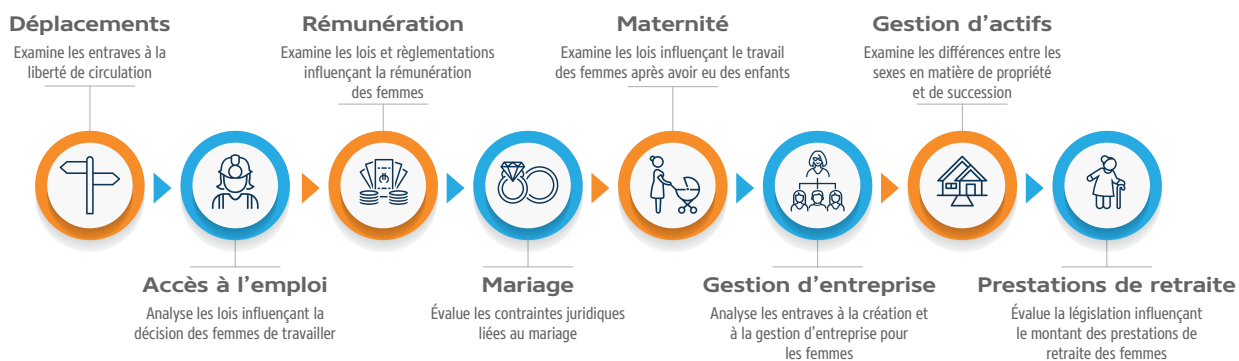 Déplacements
Examine les entraves à la
liberté de circulation
Accès à l'emploi
Analyse les lois influençant la
décision des femmes de travailler
Rémunération
Examine les lois et règlementations
influençant la rémunération
des femmes
Mariage
Évalue les contraintes juridiques
liées au mariage
Maternité
Examine les lois influençant le travail
des femmes après avoir eu des enfants
Gestion d'entreprise
Analyse les entraves à la création et
à la gestion d'entreprise pour
les femmes
Gestion d'actifs
Examine les différences entre les
sexes en matière de propriété
et de succession
Prestations de retraite
Évalue la législation influençant
le montant des prestations de
retraite des femmes